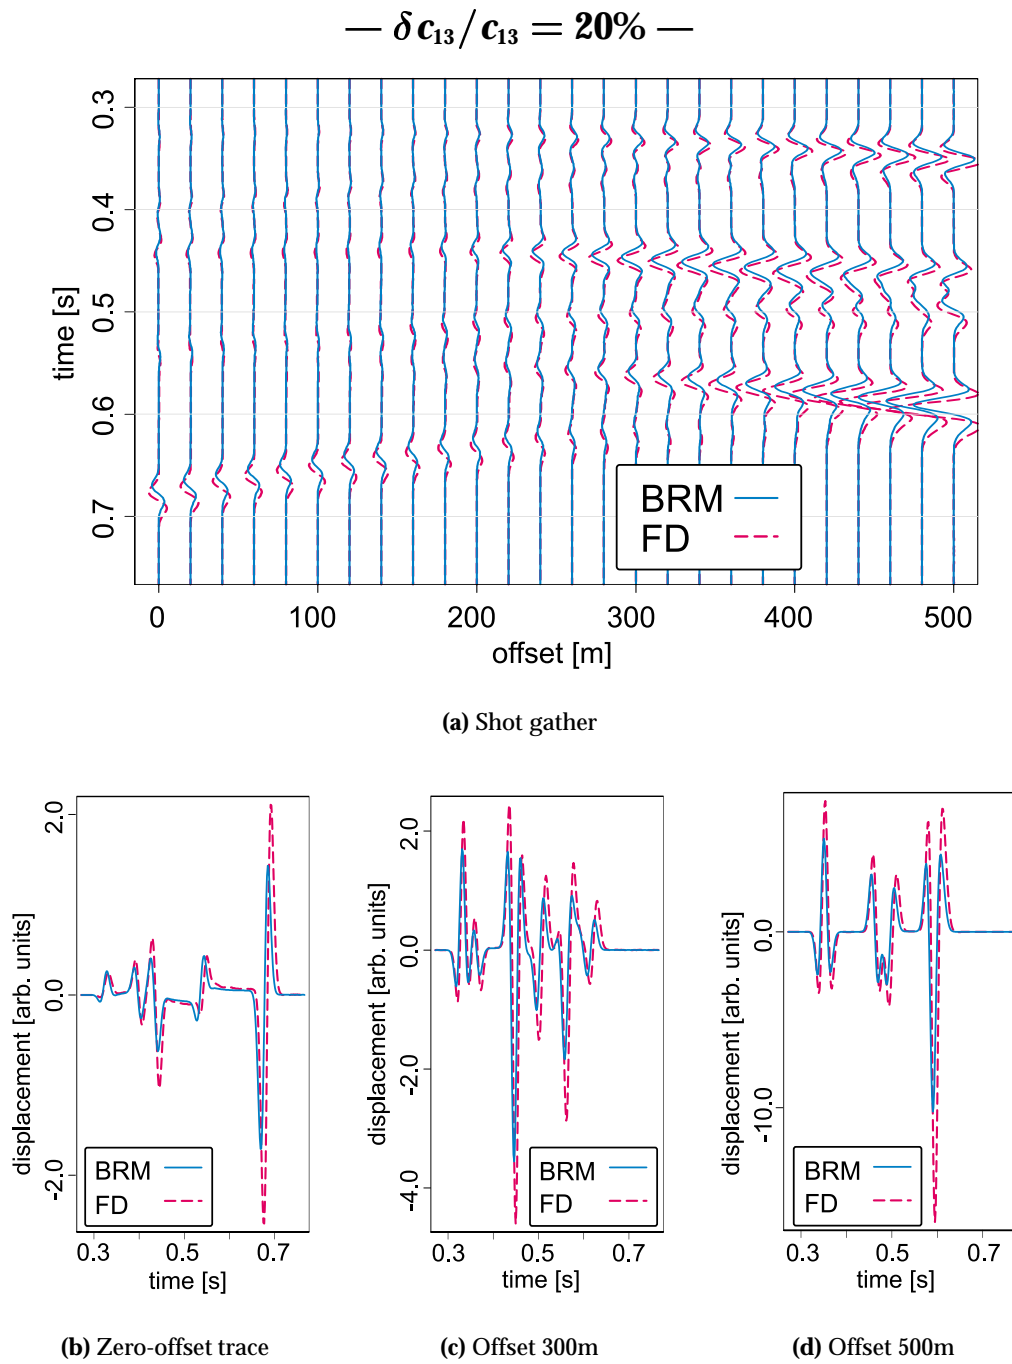 — δc₁₃/c₁₃ = 20% —
0.3
0.4
0.5
0.6
0.7
time [s]
BRM
FD
0 100 200 300 400 500
offset [m]
(a) Shot gather
2.0
0.0
-2.0
displacement [arb. units]
BRM
FD
0.3 0.5 0.7
time [s]
(b) Zero-offset trace
2.0
0.0
-2.0
-4.0
displacement [arb. units]
BRM
FD
0.3 0.5 0.7
time [s]
(c) Offset 300m
0.0
-10.0
displacement [arb. units]
BRM
FD
0.3 0.5 0.7
time [s]
(d) Offset 500m